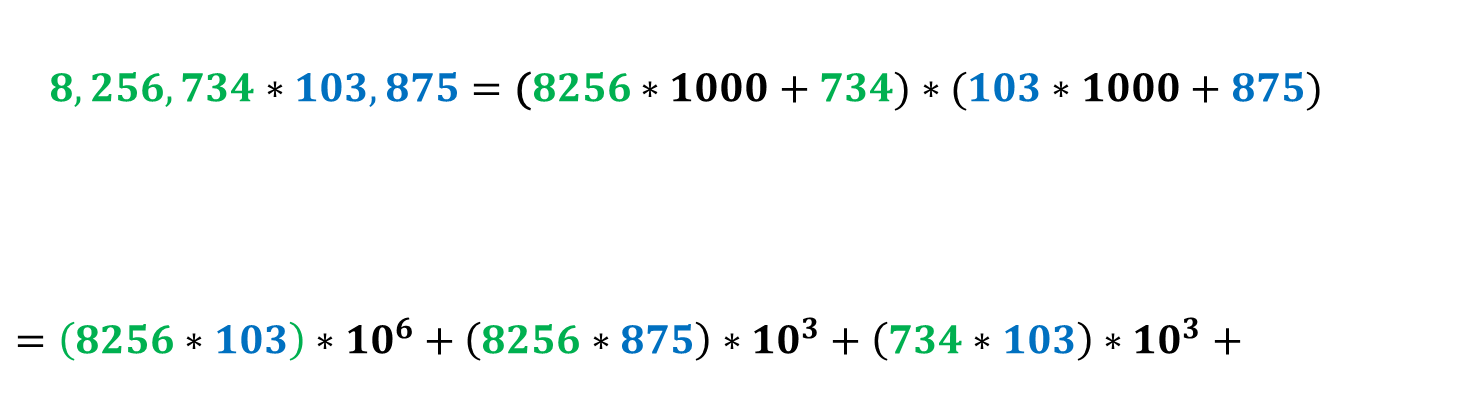 8, 256, 734 ∗ 103, 875 = (8256 ∗ 1000 + 734) ∗ (103 ∗ 1000 + 875)
= (8256 ∗ 103) ∗ 10⁶ + (8256 ∗ 875) ∗ 10³ + (734 ∗ 103) ∗ 10³ +